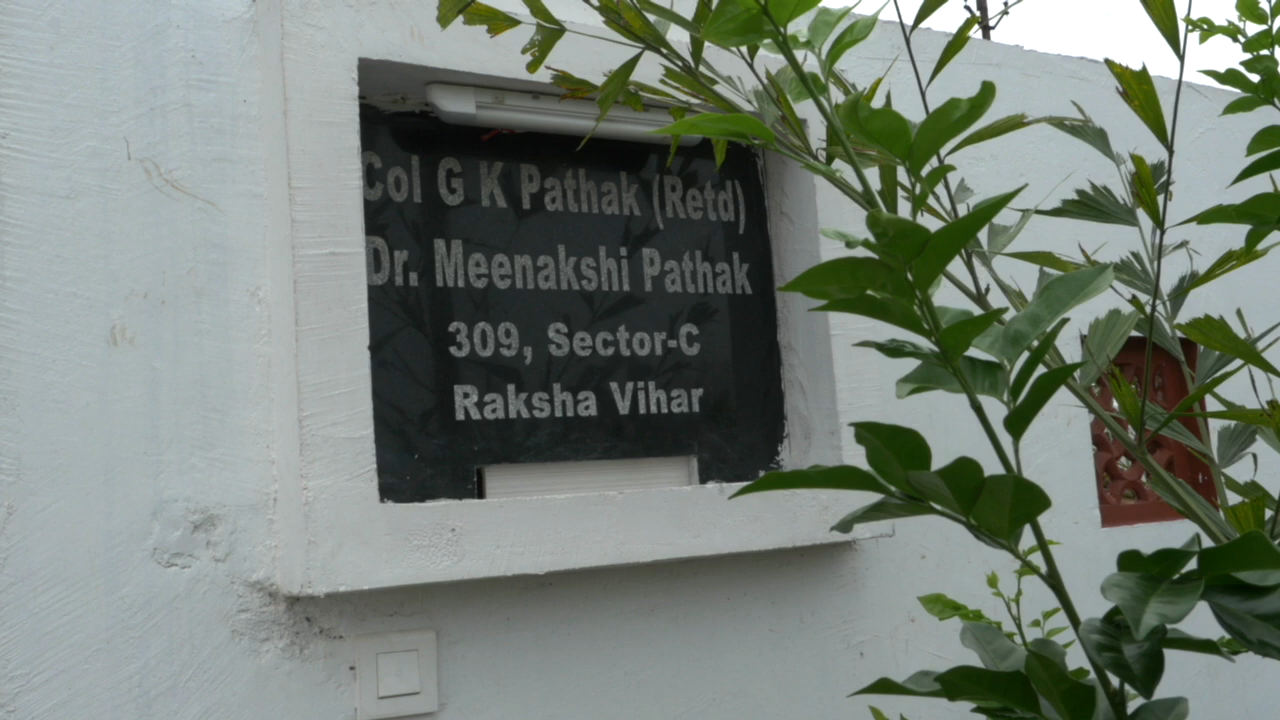 Col G K Pathak (Retd)
Dr. Meenakshi Pathak
309, Sector-C
Raksha Vihar